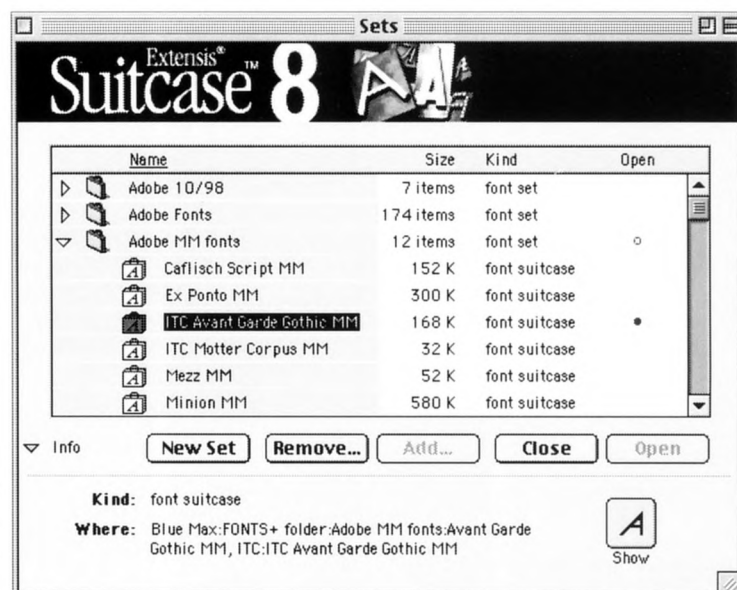 Sets
Extensis®
Suitcase™ 8
Name Size Kind Open
Adobe 10/98 7 items font set
Adobe Fonts 174 items font set
Adobe MM fonts 12 items font set
Caflisch Script MM 152 K font suitcase
Ex Ponto MM 300 K font suitcase
ITC Avant Garde Gothic MM 168 K font suitcase
ITC Motter Corpus MM 32 K font suitcase
Mezz MM 52 K font suitcase
Minion MM 580 K font suitcase
Info New Set Remove... Add... Close Open
Kind: font suitcase
Where: Blue Max:FONTS+ folder:Adobe MM fonts:Avant Garde
Gothic MM, ITC:ITC Avant Garde Gothic MM
Show